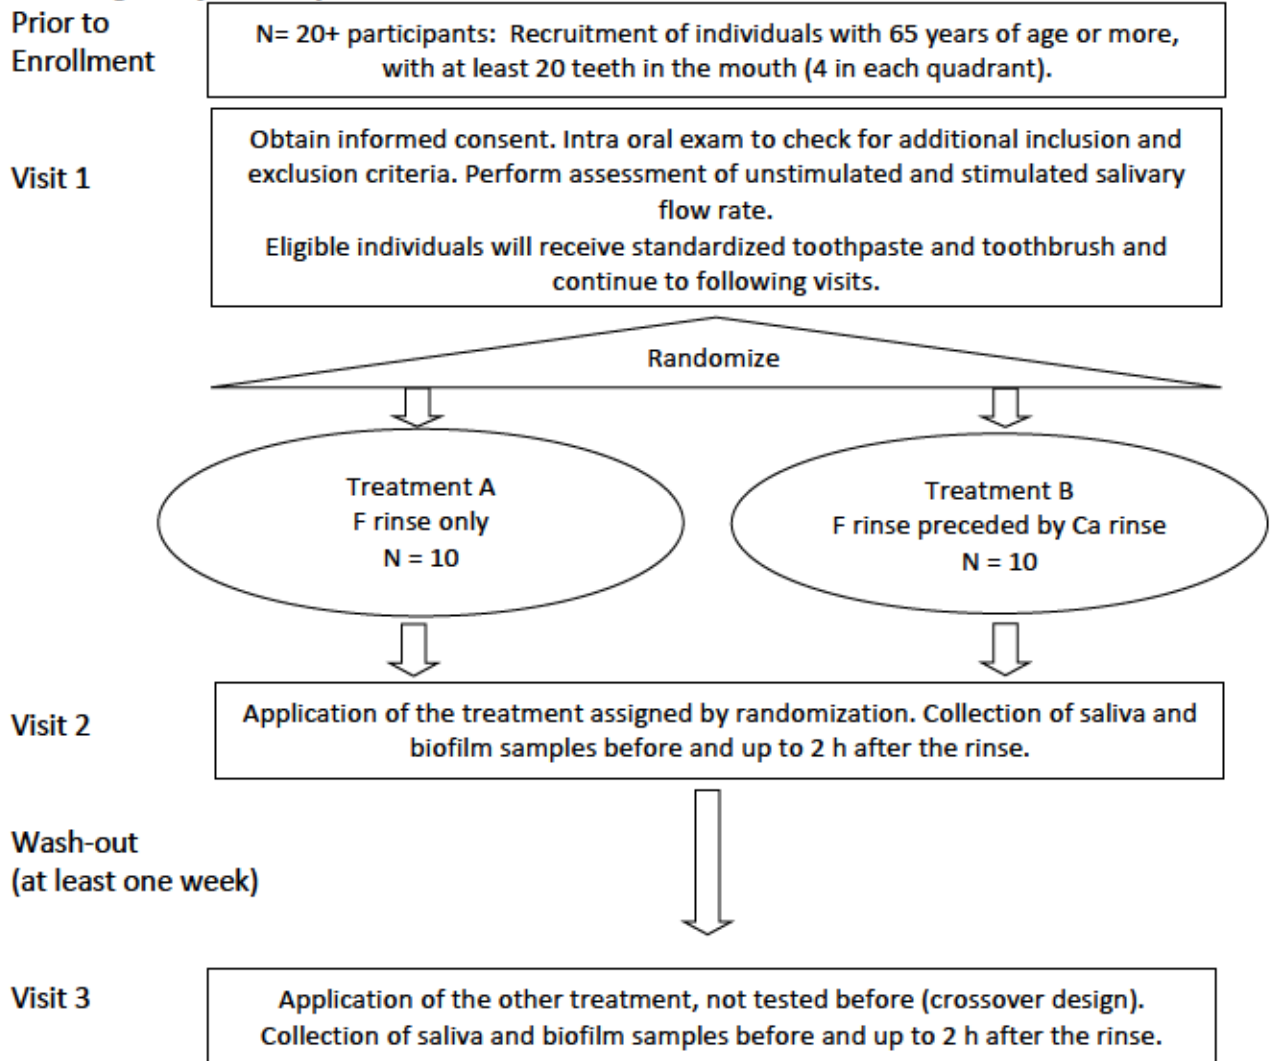 Prior to
Enrollment
N= 20+ participants:  Recruitment of individuals with 65 years of age or more,
with at least 20 teeth in the mouth (4 in each quadrant).
Visit 1
Obtain informed consent. Intra oral exam to check for additional inclusion and
exclusion criteria. Perform assessment of unstimulated and stimulated salivary
flow rate.
Eligible individuals will receive standardized toothpaste and toothbrush and
continue to following visits.
Randomize
Treatment A
F rinse only
N = 10
Treatment B
F rinse preceded by Ca rinse
N = 10
Visit 2
Application of the treatment assigned by randomization. Collection of saliva and
biofilm samples before and up to 2 h after the rinse.
Wash-out
(at least one week)
Visit 3
Application of the other treatment, not tested before (crossover design).
Collection of saliva and biofilm samples before and up to 2 h after the rinse.